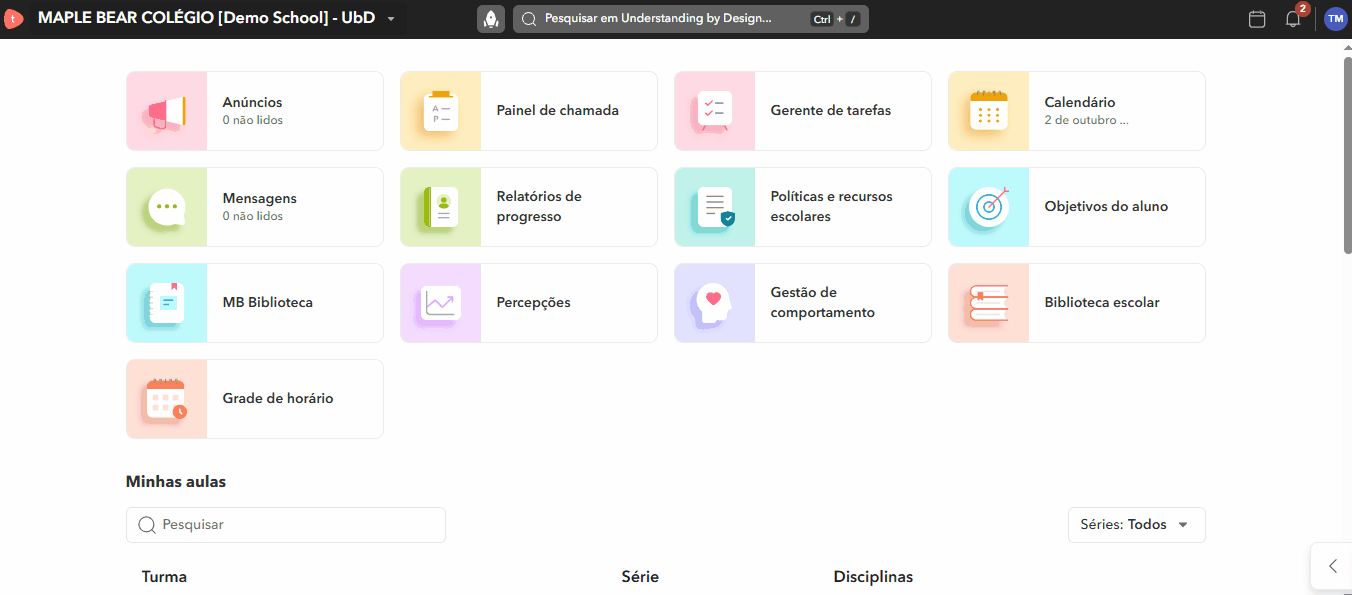 MAPLE BEAR COLÉGIO [Demo School] - UbD
Pesquisar em Understanding by Design...
Ctrl + /
2
TM
Anúncios
0 não lidos
Painel de chamada
Gerente de tarefas
Calendário
2 de outubro ...
Mensagens
0 não lidos
Relatórios de
progresso
Políticas e recursos
escolares
Objetivos do aluno
MB Biblioteca
Percepções
Gestão de
comportamento
Biblioteca escolar
Grade de horário
Minhas aulas
Pesquisar
Séries: Todos
Turma
Série
Disciplinas